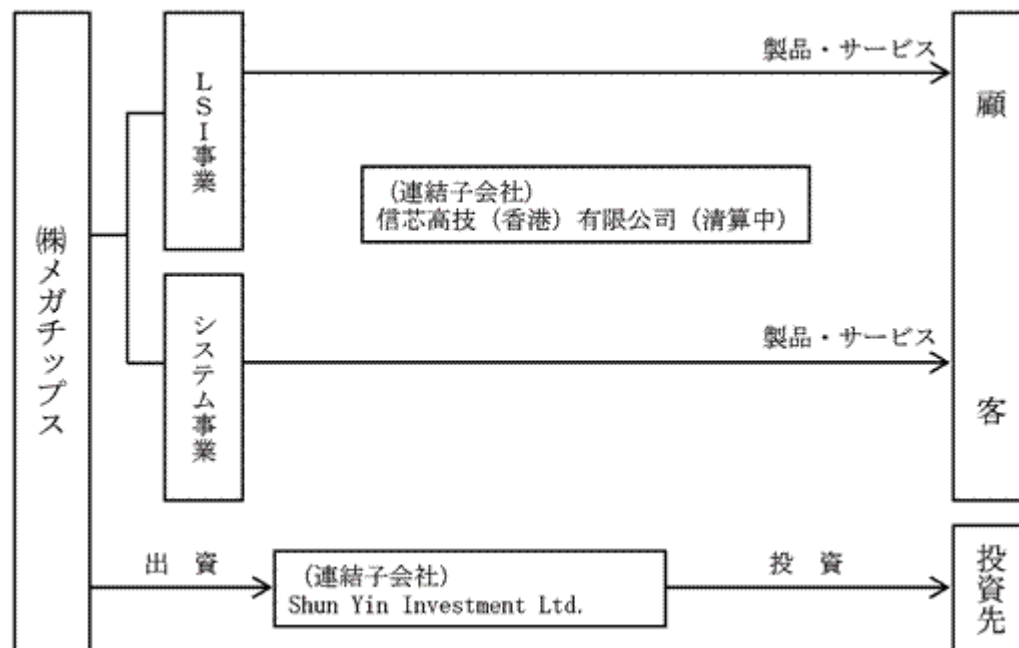 ㈱メガチップス
LSI事業
製品・サービス
（連結子会社）
信芯高技（香港）有限公司（清算中）
システム事業
製品・サービス
顧客
出　資
（連結子会社）
Shun Yin Investment Ltd.
投　資
投資先